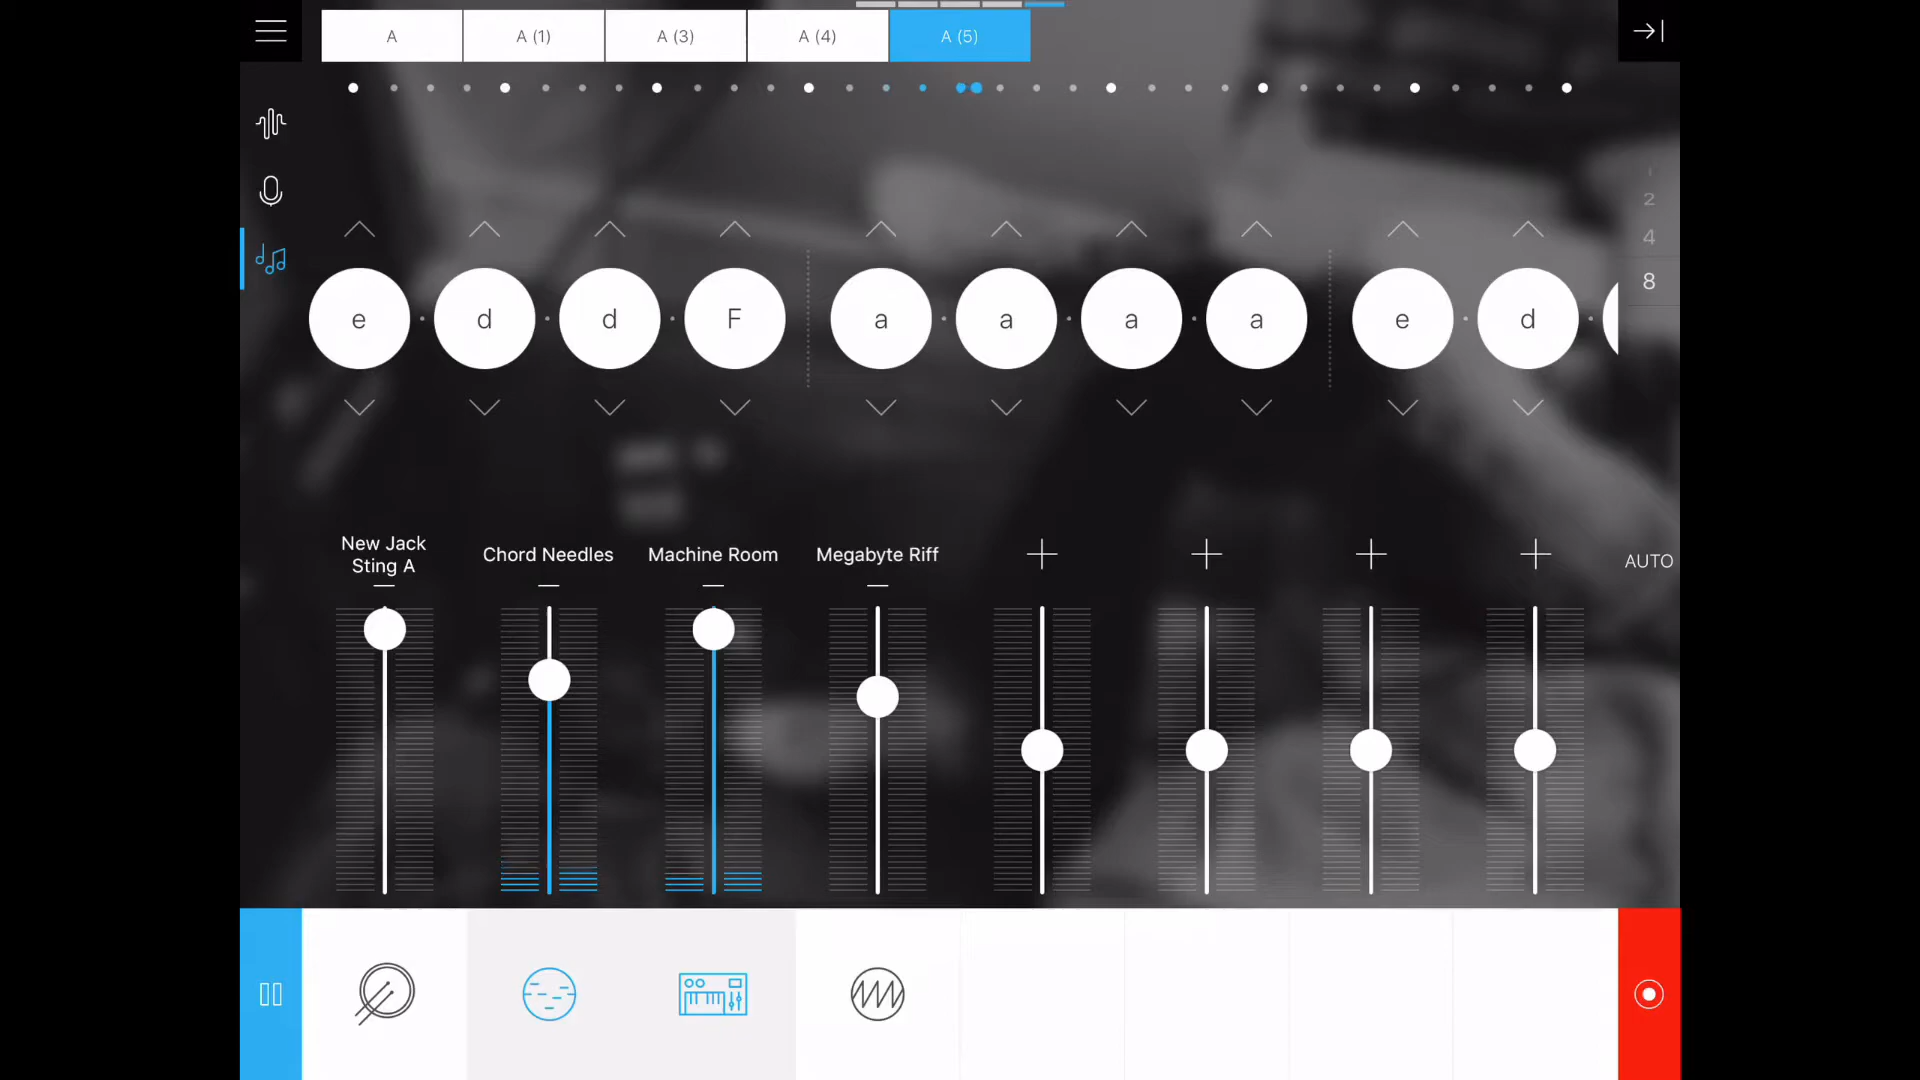 A
A (1)
A (3)
A (4)
A (5)
2
4
8
e
d
d
F
a
a
a
a
e
d
New Jack
Sting A
Chord Needles
Machine Room
Megabyte Riff
AUTO